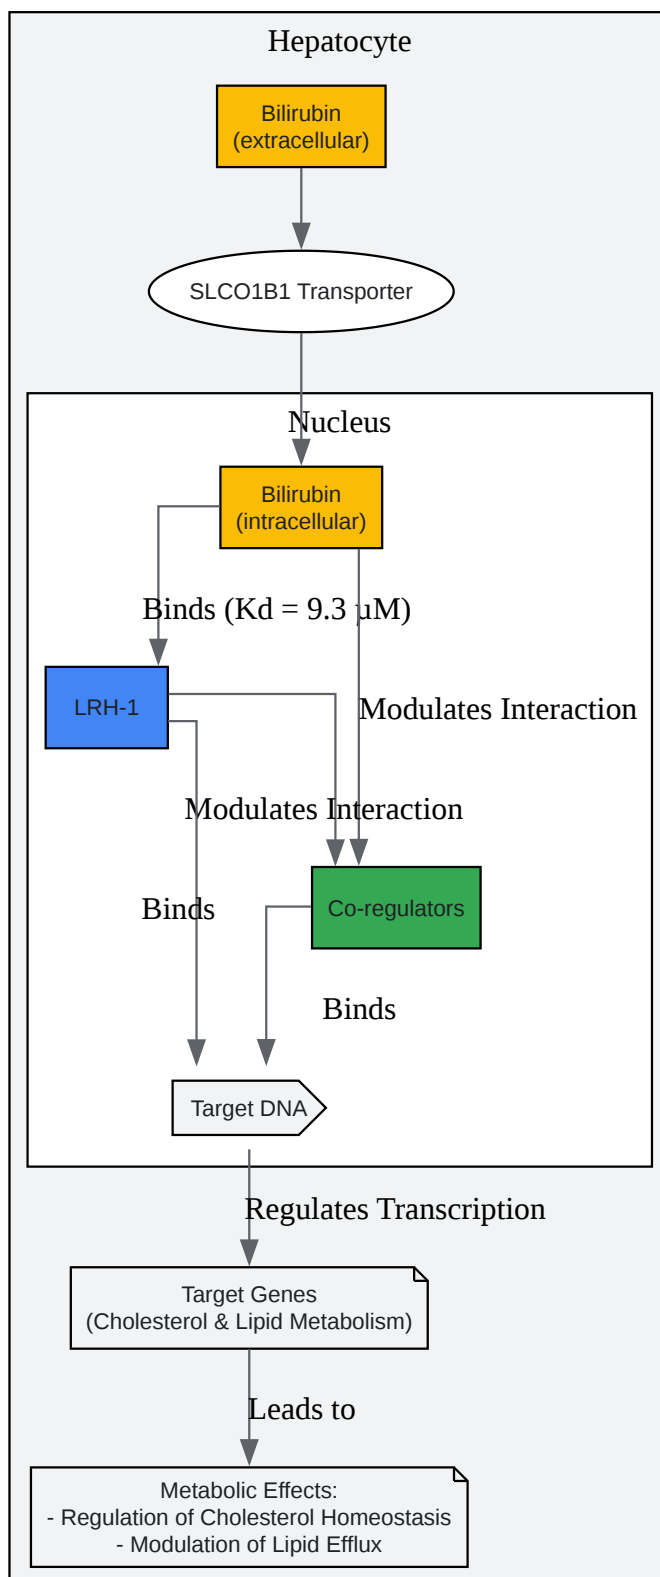 Hepatocyte
Bilirubin
(extracellular)
SLCO1B1 Transporter
Nucleus
Bilirubin
(intracellular)
Binds (Kd = 9.3 µM)
LRH-1
Modulates Interaction
Modulates Interaction
Binds
Co-regulators
Binds
Target DNA
Regulates Transcription
Target Genes
(Cholesterol & Lipid Metabolism)
Leads to
Metabolic Effects:
- Regulation of Cholesterol Homeostasis
- Modulation of Lipid Efflux